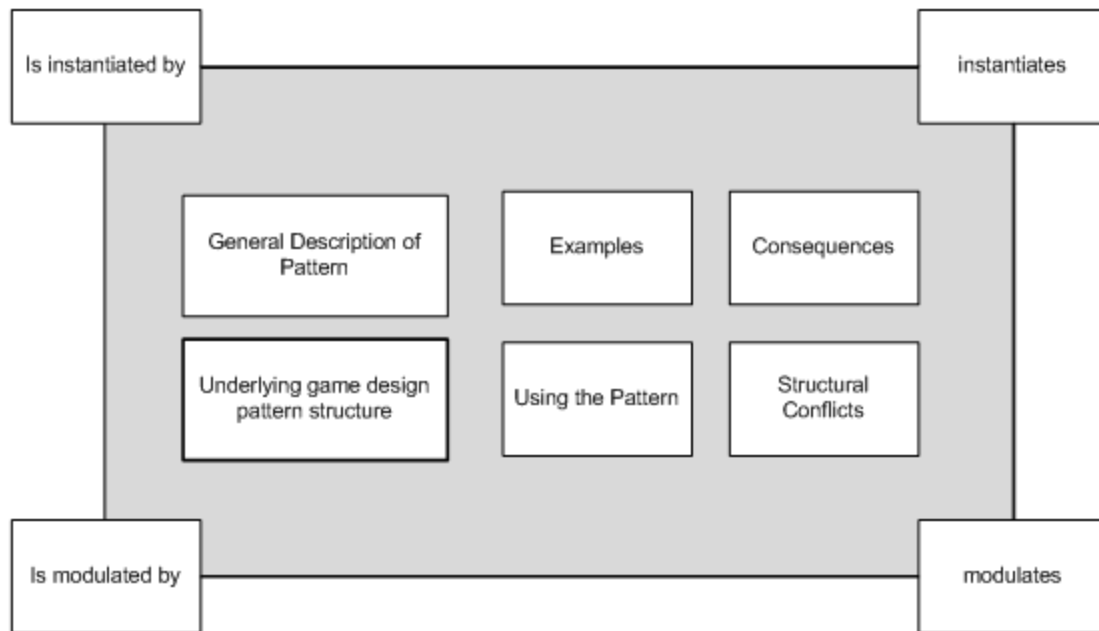 Is instantiated by
instantiates
General Description of
Pattern
Examples
Consequences
Underlying game design
pattern structure
Using the Pattern
Structural
Conflicts
Is modulated by
modulates